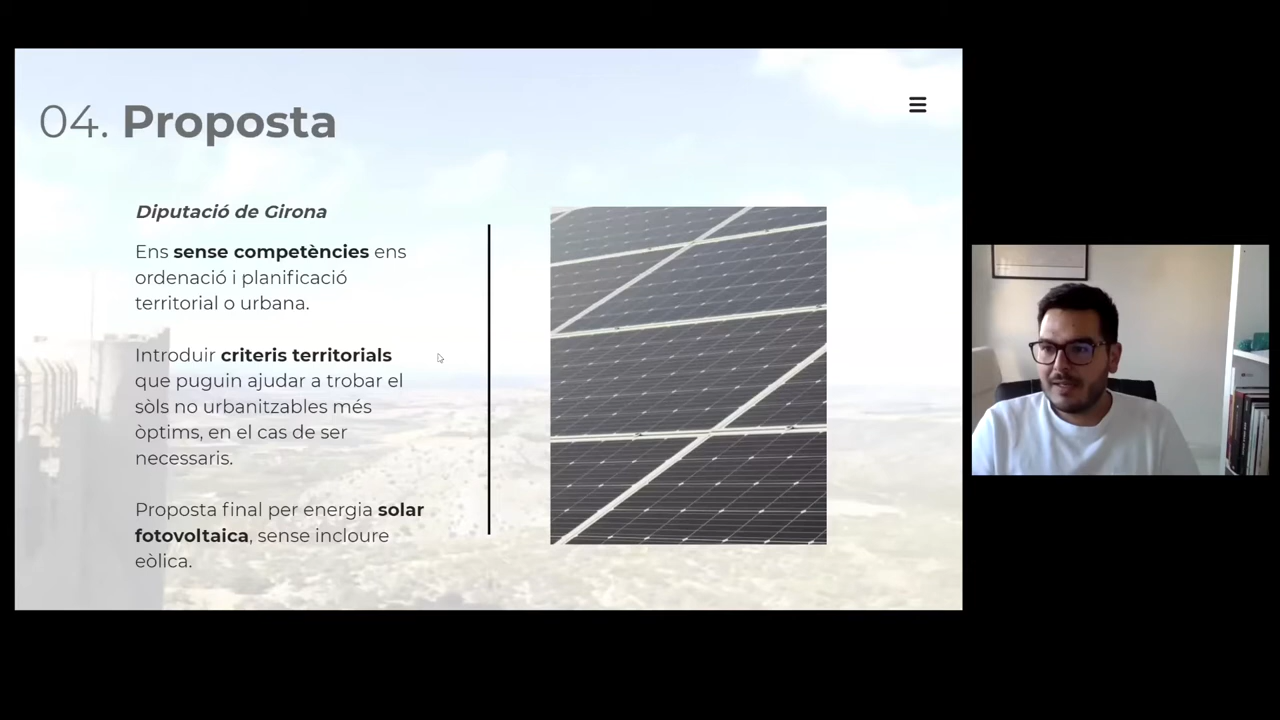 04. Proposta
Diputació de Girona
Ens sense competències ens
ordenació i planificació
territorial o urbana.
Introduir criteris territorials
que puguin ajudar a trobar el
sòls no urbanitzables més
òptims, en el cas de ser
necessaris.
Proposta final per energia solar
fotovoltaica, sense incloure
eòlica.